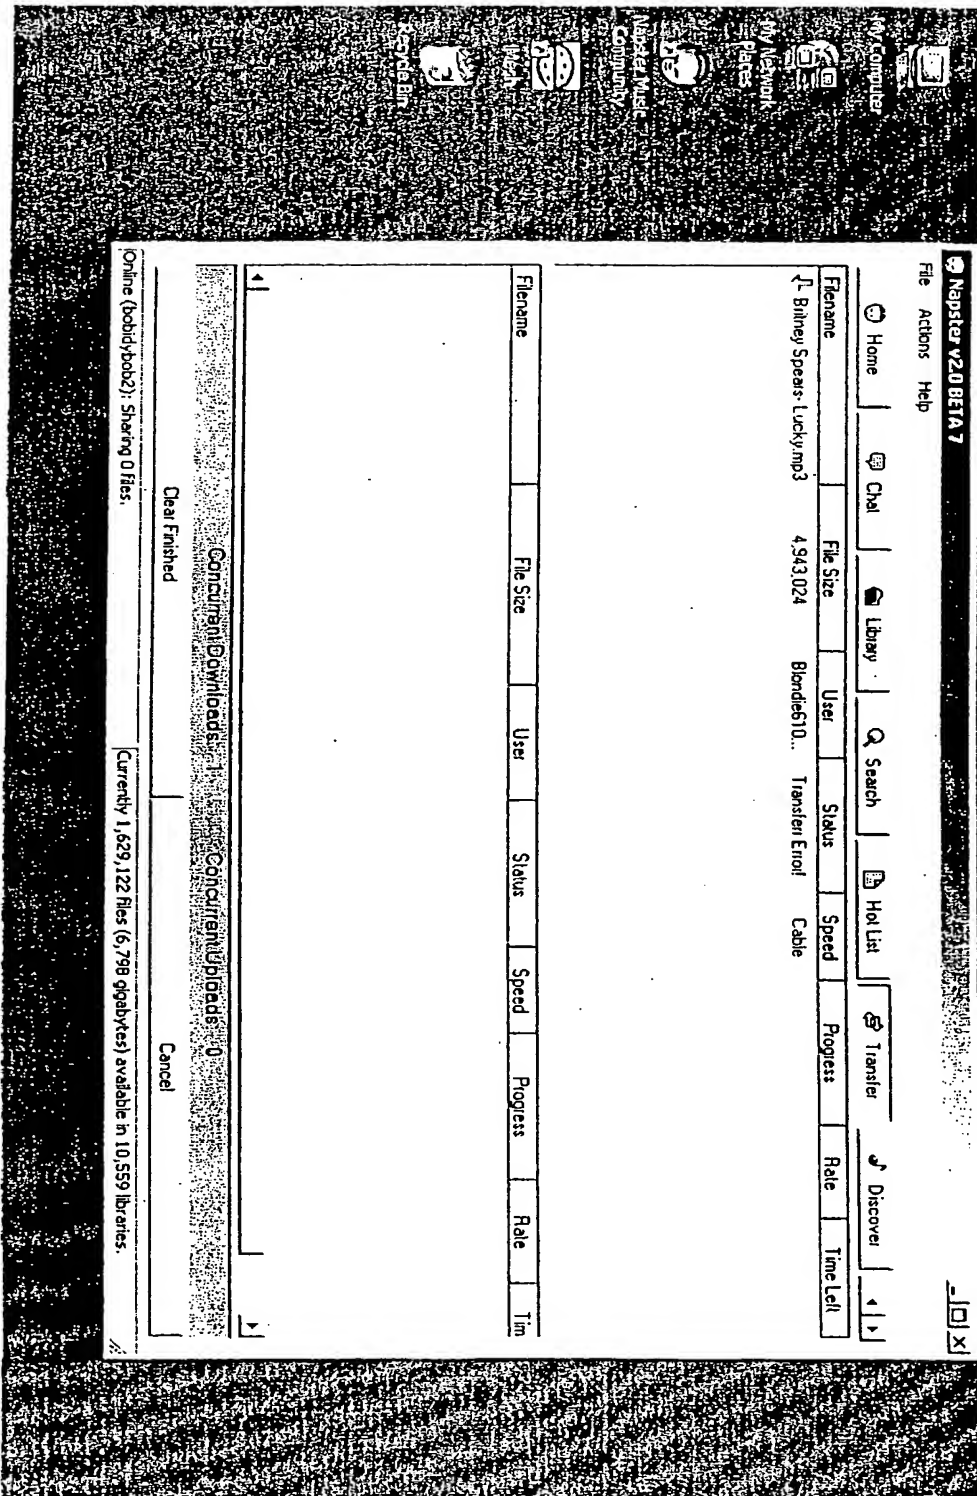 My Computer
My Network
Places
Napster Music
Community
Recycle Bin
Napster v2.0 BETA 7
File Actions Help
Home Chat Library Search Hot List Transfer Discover
Filename File Size User Status Speed Progress Rate Time Left
Britney Spears- Lucky.mp3 4,943,024 Blondie610... Transfer Error! Cable
Filename File Size User Status Speed Progress Rate Tim
Concurrent Downloads: 1 Concurrent Uploads: 0
Clear Finished Cancel
Online (bobidybob2): Sharing 0 files. Currently 1,629,122 files (6,798 gigabytes) available in 10,559 libraries.